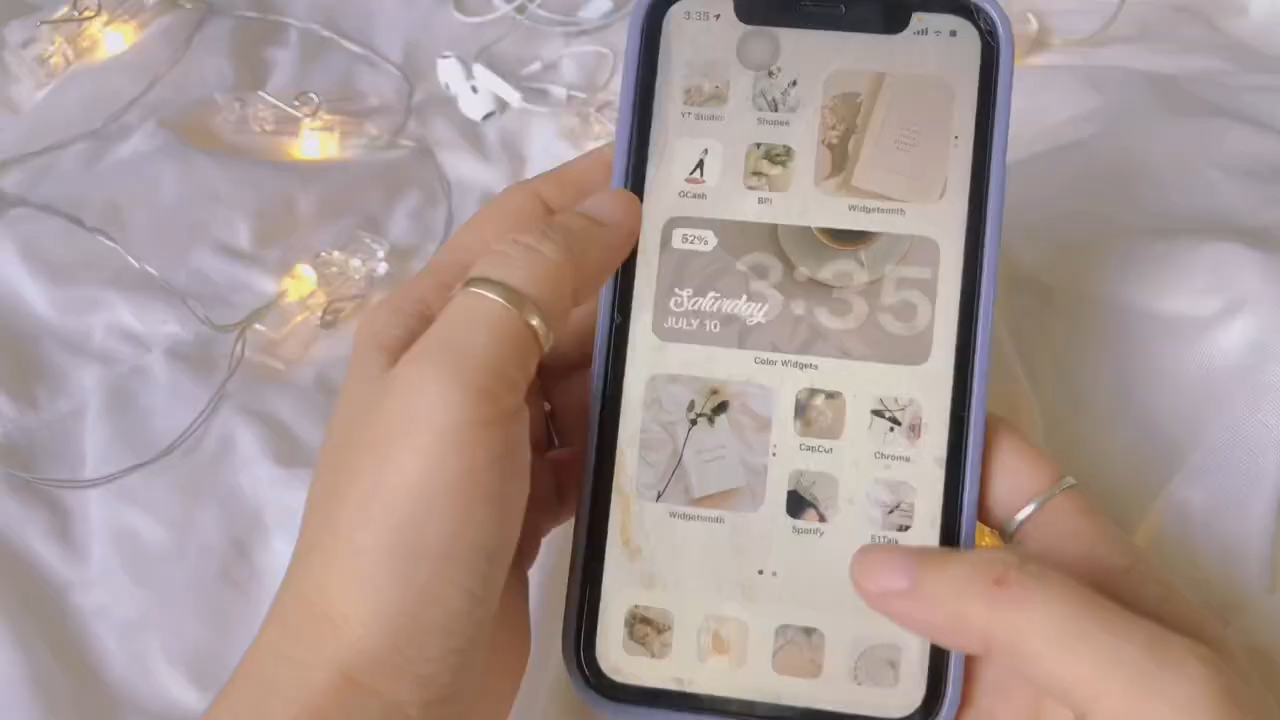 3:35
YT Studio
Shopee
GCash
BPI
Widgetsmith
52%
3:35
Saturday
JULY 10
Color Widgets
Widgetsmith
CapCut
Chrome
Spotify
51Talk